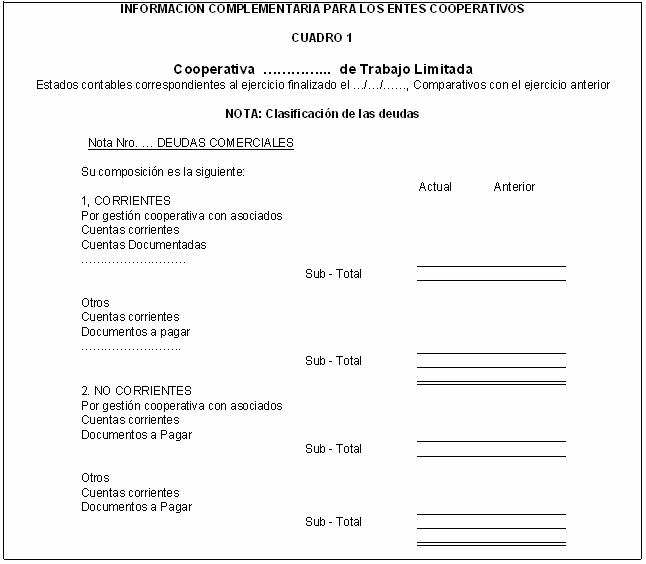 INFORMACION COMPLEMENTARIA PARA LOS ENTES COOPERATIVOS
CUADRO 1
Cooperativa ………….. de Trabajo Limitada
Estados contables correspondientes al ejercicio finalizado el …/…/……, Comparativos con el ejercicio anterior
NOTA: Clasificación de las deudas
Nota Nro. … DEUDAS COMERCIALES
Su composición es la siguiente:
Actual Anterior
1, CORRIENTES
Por gestión cooperativa con asociados
Cuentas corrientes
Cuentas Documentadas
……………………….
Sub - Total
Otros
Cuentas corrientes
Documentos a pagar
……………………..
Sub - Total
2. NO CORRIENTES
Por gestión cooperativa con asociados
Cuentas corrientes
Documentos a Pagar
Sub - Total
Otros
Cuentas corrientes
Documentos a Pagar
Sub - Total